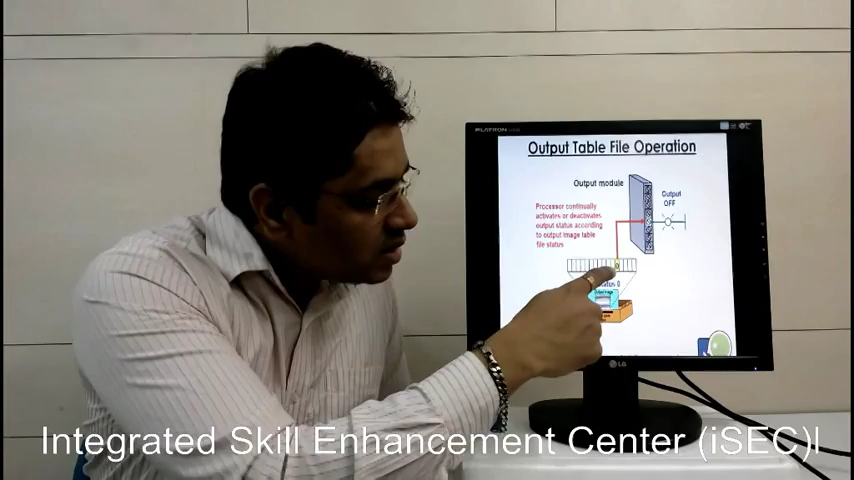 FLATRON
Output Table File Operation
Output module
Output
OFF
Processor continually
activates or deactivates
output status according
to output image table
file status
LG
Integrated Skill Enhancement Center (iSEC)l